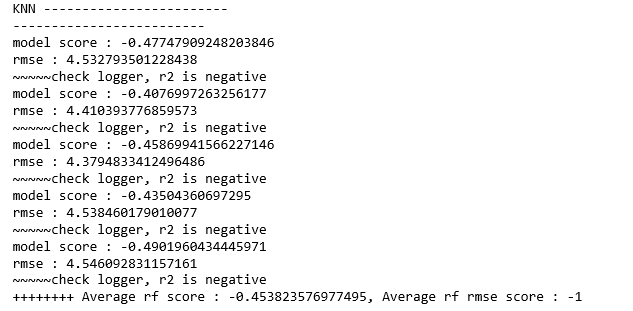 KNN ------------------------
-------------------------
model score : -0.47747909248203846
rmse : 4.532793501228438
~~~~~check logger, r2 is negative
model score : -0.4076997263256177
rmse : 4.410393776859573
~~~~~check logger, r2 is negative
model score : -0.45869941566227146
rmse : 4.3794833412496486
~~~~~check logger, r2 is negative
model score : -0.43504360697295
rmse : 4.538460179010077
~~~~~check logger, r2 is negative
model score : -0.4901960434445971
rmse : 4.546092831157161
~~~~~check logger, r2 is negative
++++++++ Average rf score : -0.453823576977495, Average rf rmse score : -1